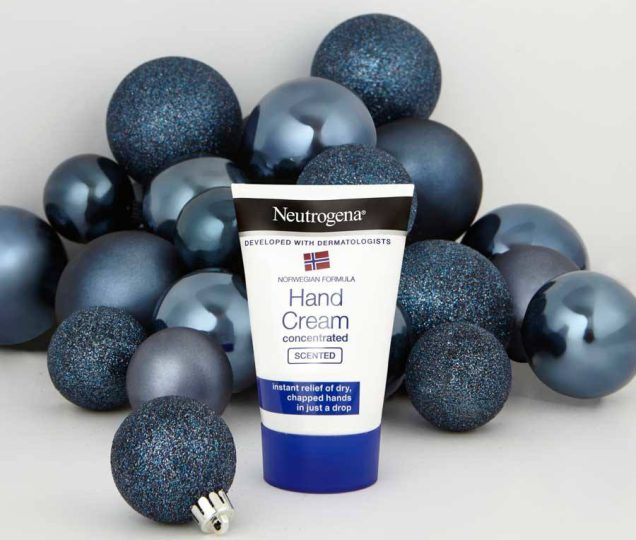 Neutrogena®
DEVELOPED WITH DERMATOLOGISTS
NORWEGIAN FORMULA
Hand
Cream
concentrated
SCENTED
instant relief of dry,
chapped hands
in just a drop